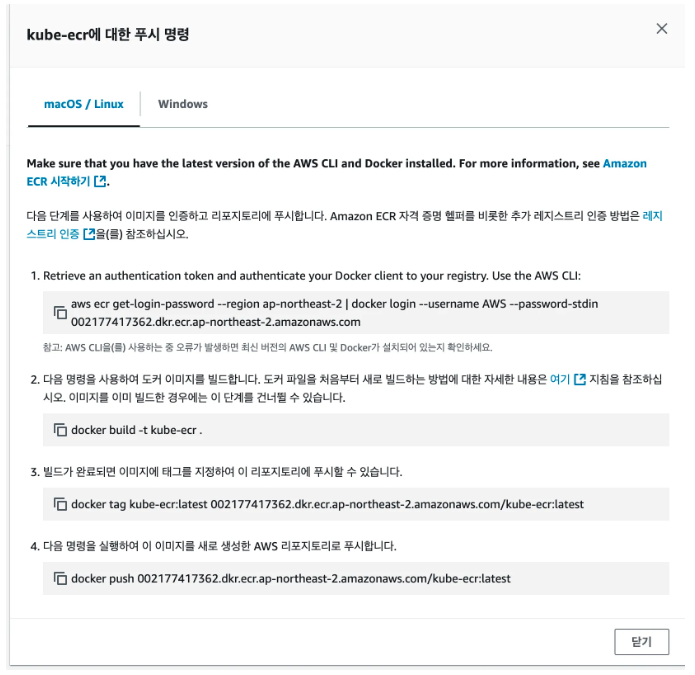 kube-ecr에 대한 푸시 명령
macOS / Linux
Windows
Make sure that you have the latest version of the AWS CLI and Docker installed. For more information, see Amazon
ECR 시작하기.
다음 단계를 사용하여 이미지를 인증하고 리포지토리에 푸시합니다. Amazon ECR 자격 증명 헬퍼를 비롯한 추가 레지스트리 인증 방법은 레지
스트리 인증을(를) 참조하십시오.
1. Retrieve an authentication token and authenticate your Docker client to your registry. Use the AWS CLI:
aws ecr get-login-password --region ap-northeast-2 | docker login --username AWS --password-stdin
002177417362.dkr.ecr.ap-northeast-2.amazonaws.com
참고: AWS CLI을(를) 사용하는 중 오류가 발생하면 최신 버전의 AWS CLI 및 Docker가 설치되어 있는지 확인하세요.
2. 다음 명령을 사용하여 도커 이미지를 빌드합니다. 도커 파일을 처음부터 새로 빌드하는 방법에 대한 자세한 내용은 여기 지침을 참조하십
시오. 이미지를 이미 빌드한 경우에는 이 단계를 건너뛸 수 있습니다.
docker build -t kube-ecr .
3. 빌드가 완료되면 이미지에 태그를 지정하여 이 리포지토리에 푸시할 수 있습니다.
docker tag kube-ecr:latest 002177417362.dkr.ecr.ap-northeast-2.amazonaws.com/kube-ecr:latest
4. 다음 명령을 실행하여 이 이미지를 새로 생성한 AWS 리포지토리로 푸시합니다.
docker push 002177417362.dkr.ecr.ap-northeast-2.amazonaws.com/kube-ecr:latest
닫기